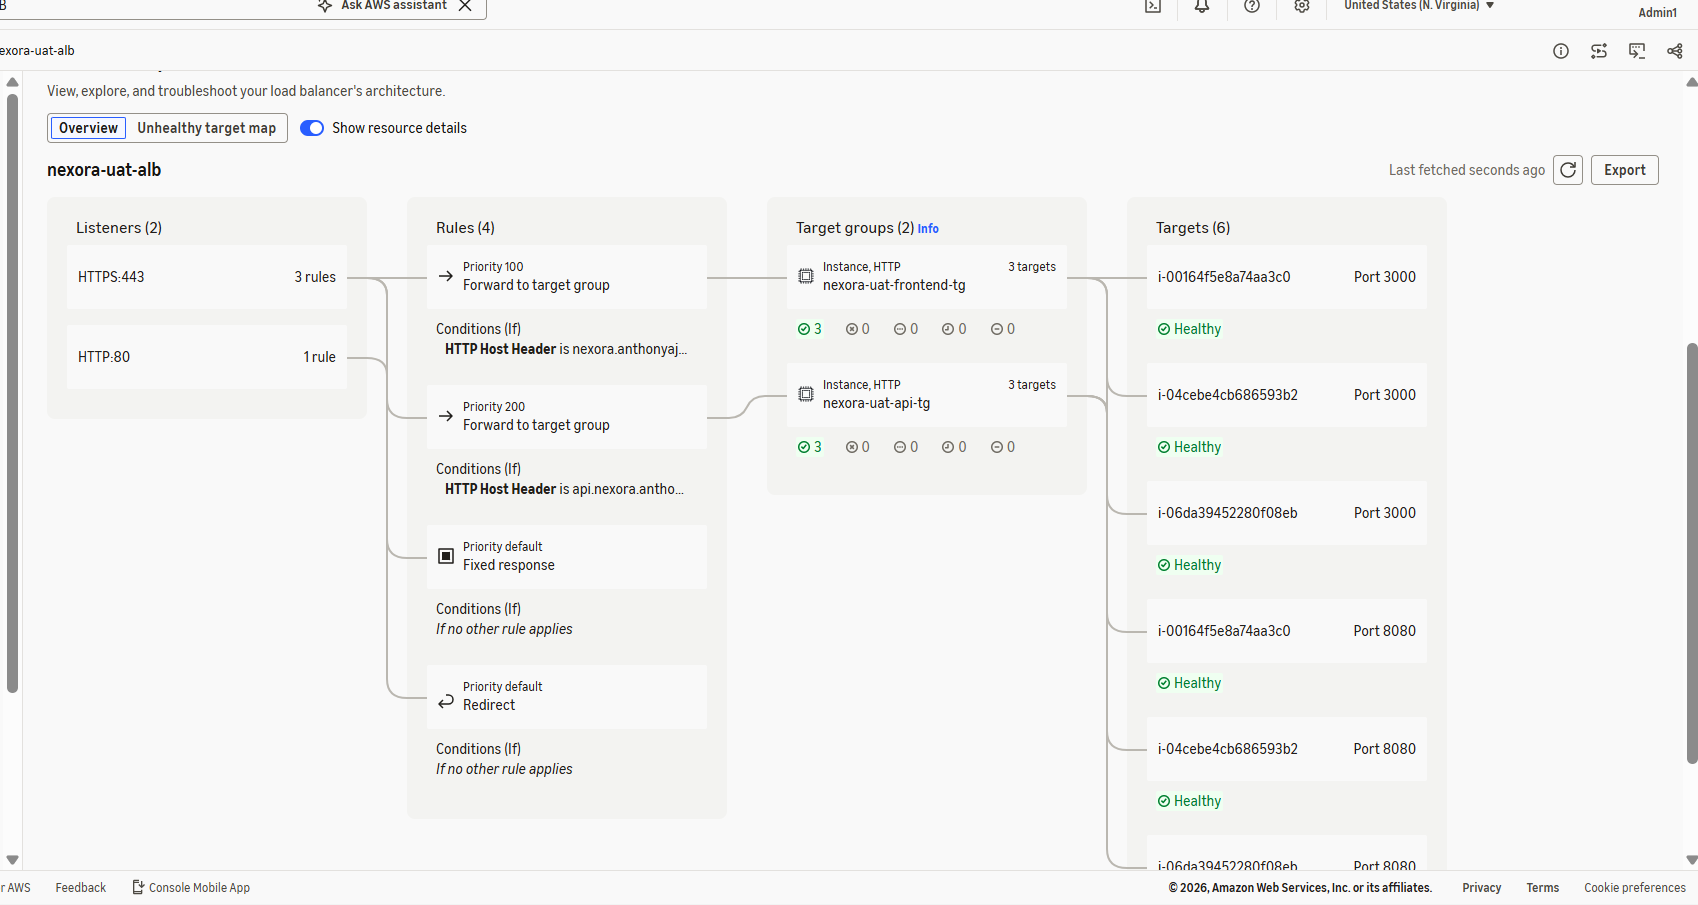 B
Ask AWS assistant
United States (N. Virginia)
Admin1
exora-uat-alb
View, explore, and troubleshoot your load balancer's architecture.
Overview
Unhealthy target map
Show resource details
nexora-uat-alb
Last fetched seconds ago
Export
Listeners (2)
HTTPS:443 3 rules
HTTP:80 1 rule
Rules (4)
Priority 100
Forward to target group
Conditions (If)
HTTP Host Header is nexora.anthonyaj...
Priority 200
Forward to target group
Conditions (If)
HTTP Host Header is api.nexora.antho...
Priority default
Fixed response
Conditions (If)
If no other rule applies
Priority default
Redirect
Conditions (If)
If no other rule applies
Target groups (2) Info
Instance, HTTP 3 targets
nexora-uat-frontend-tg
3 0 0 0 0
Instance, HTTP 3 targets
nexora-uat-api-tg
3 0 0 0 0
Targets (6)
i-00164f5e8a74aa3c0 Port 3000
Healthy
i-04cebe4cb686593b2 Port 3000
Healthy
i-06da39452280f08eb Port 3000
Healthy
i-00164f5e8a74aa3c0 Port 8080
Healthy
i-04cebe4cb686593b2 Port 8080
Healthy
i-06da39452280f08eb Port 8080
r AWS
Feedback
Console Mobile App
© 2026, Amazon Web Services, Inc. or its affiliates.
Privacy
Terms
Cookie preferences